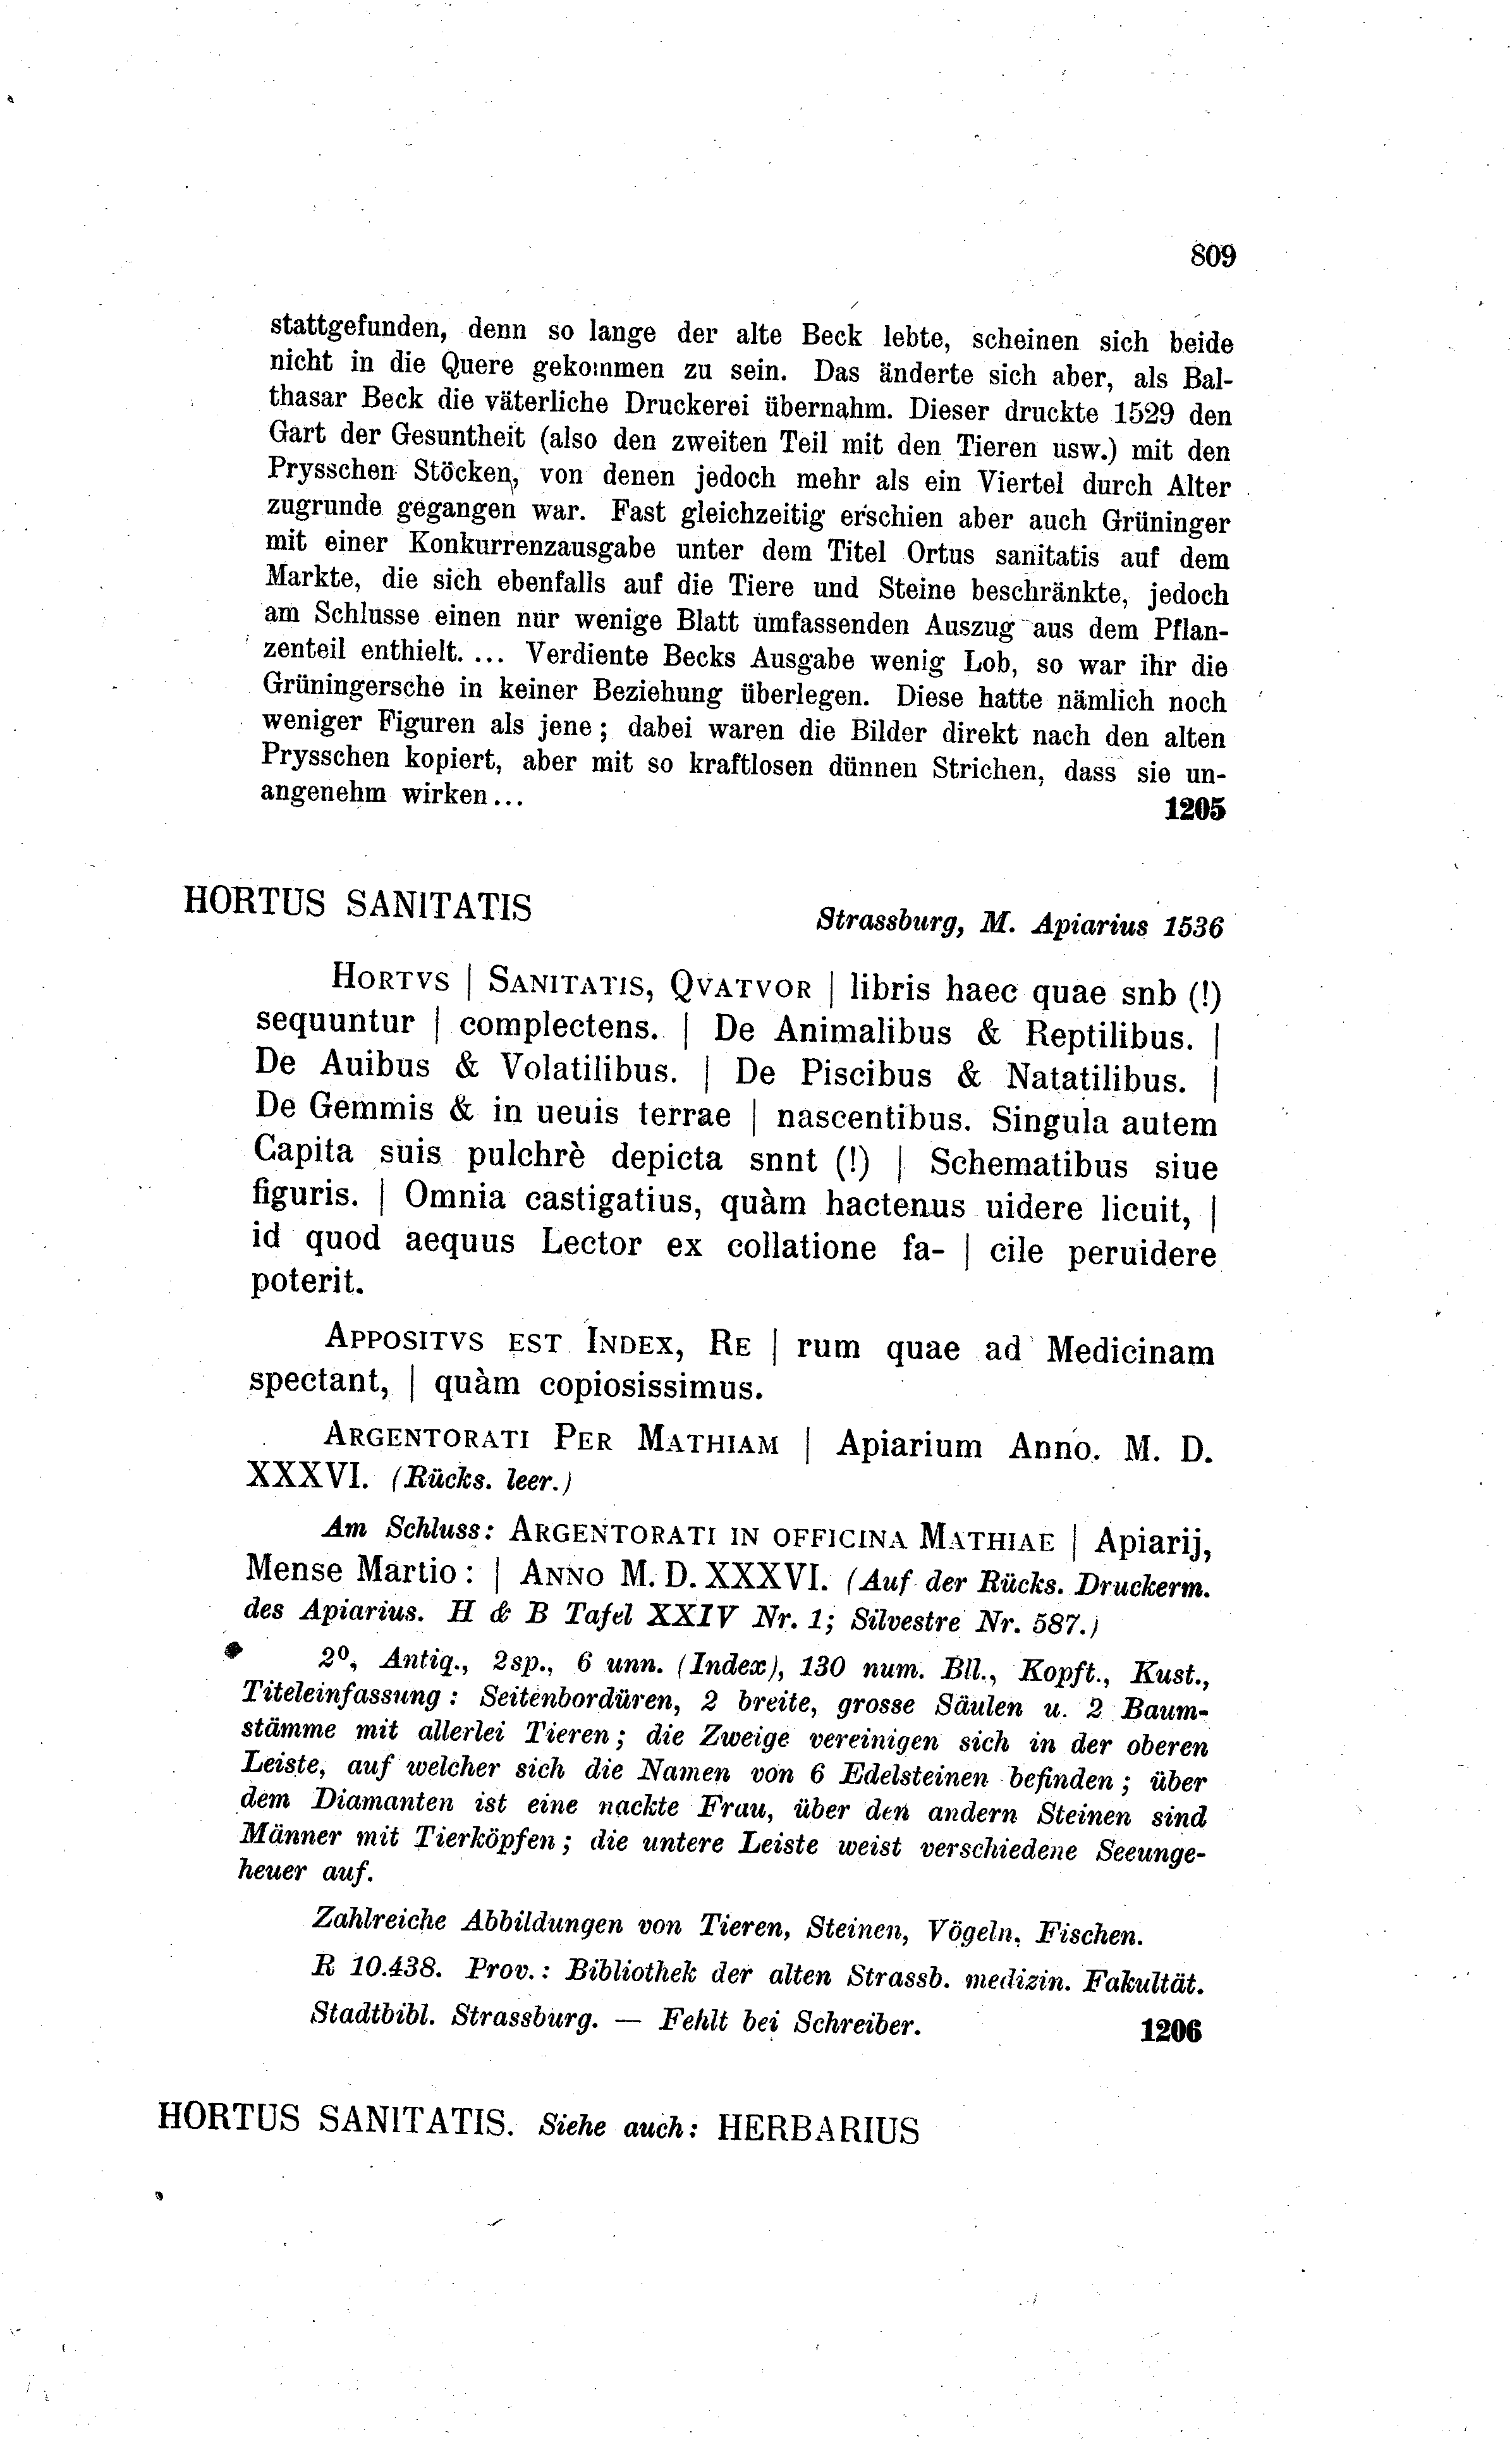 809
stattgefunden, denn so lange der alte Beck lebte, scheinen sich beide
nicht in die Quere gekommen zu sein. Das änderte sich aber, als Bal-
thasar Beck die väterliche Druckerei übernahm. Dieser druckte 1529 den
Gart der Gesuntheit (also den zweiten Teil mit den Tieren usw.) mit den
Prysschen Stöcken, von denen jedoch mehr als ein Viertel durch Alter
zugrunde gegangen war. Fast gleichzeitig erschien aber auch Grüninger
mit einer Konkurrenzausgabe unter dem Titel Ortus sanitatis auf dem
Markte, die sich ebenfalls auf die Tiere und Steine beschränkte, jedoch
am Schlusse einen nur wenige Blatt umfassenden Auszug aus dem Pflan-
zenteil enthielt. ... Verdiente Becks Ausgabe wenig Lob, so war ihr die
Grüningersche in keiner Beziehung überlegen. Diese hatte nämlich noch
weniger Figuren als jene; dabei waren die Bilder direkt nach den alten
Prysschen kopiert, aber mit so kraftlosen dünnen Strichen, dass sie un-
angenehm wirken...
1205
HORTUS SANITATIS
Strassburg, M. Apiarius 1536
HORTVS | SANITATIS, QVATVOR | libris haec quae snb (!)
sequuntur | complectens. | De Animalibus & Reptilibus. |
De Auibus & Volatilibus. | De Piscibus & Natatilibus. |
De Gemmis & in ueuis terrae | nascentibus. Singula autem
Capita suis pulchrè depicta snnt (!) | Schematibus siue
figuris. | Omnia castigatius, quàm hactenus uidere licuit, |
id quod aequus Lector ex collatione fa- | cile peruidere
poterit.
APPOSITVS EST INDEX, RE | rum quae ad Medicinam
spectant, | quàm copiosissimus.
ARGENTORATI PER MATHIAM | Apiarium Anno. M. D.
XXXVI. (Rücks. leer.)
Am Schluss: ARGENTORATI IN OFFICINA MATHIAE | Apiarij,
Mense Martio: | ANNO M. D. XXXVI. (Auf der Rücks. Druckerm.
des Apiarius. H & B Tafel XXIV Nr. 1; Silvestre Nr. 587.)
2⁰, Antiq., 2sp., 6 unn. (Index), 130 num. Bll., Kopft., Kust.,
Titeleinfassung: Seitenbordüren, 2 breite, grosse Säulen u. 2 Baum-
stämme mit allerlei Tieren; die Zweige vereinigen sich in der oberen
Leiste, auf welcher sich die Namen von 6 Edelsteinen befinden; über
dem Diamanten ist eine nackte Frau, über den andern Steinen sind
Männer mit Tierköpfen; die untere Leiste weist verschiedene Seeunge-
heuer auf.
Zahlreiche Abbildungen von Tieren, Steinen, Vögeln, Fischen.
R 10.438. Prov.: Bibliothek der alten Strassb. medizin. Fakultät.
Stadtbibl. Strassburg. — Fehlt bei Schreiber.
1206
HORTUS SANITATIS. Siehe auch: HERBARIUS